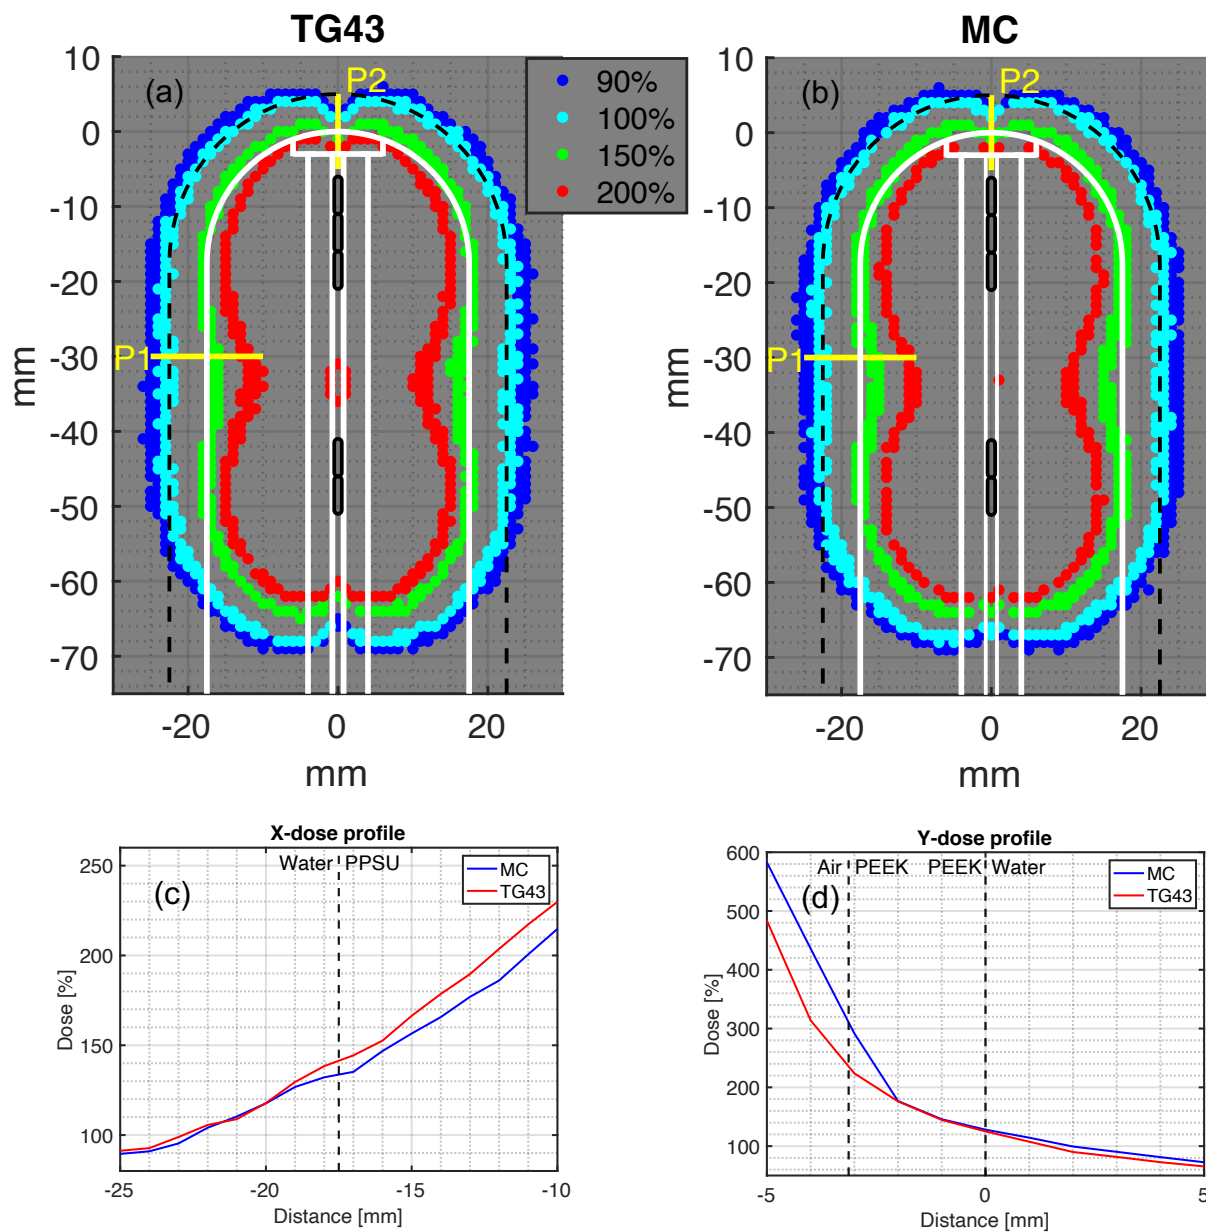 TG43
MC
(a)
P2
90%
100%
150%
200%
(b)
P2
P1
P1
10
0
-10
-20
-30
-40
-50
-60
-70
mm
-20
0
20
mm
10
0
-10
-20
-30
-40
-50
-60
-70
mm
-20
0
20
mm
X-dose profile
Water
PPSU
(c)
MC
TG43
250
200
150
100
Dose [%]
-25
-20
-15
-10
Distance [mm]
Y-dose profile
Air
PEEK
PEEK
Water
(d)
MC
TG43
600
500
400
300
200
100
Dose [%]
-5
0
5
Distance [mm]